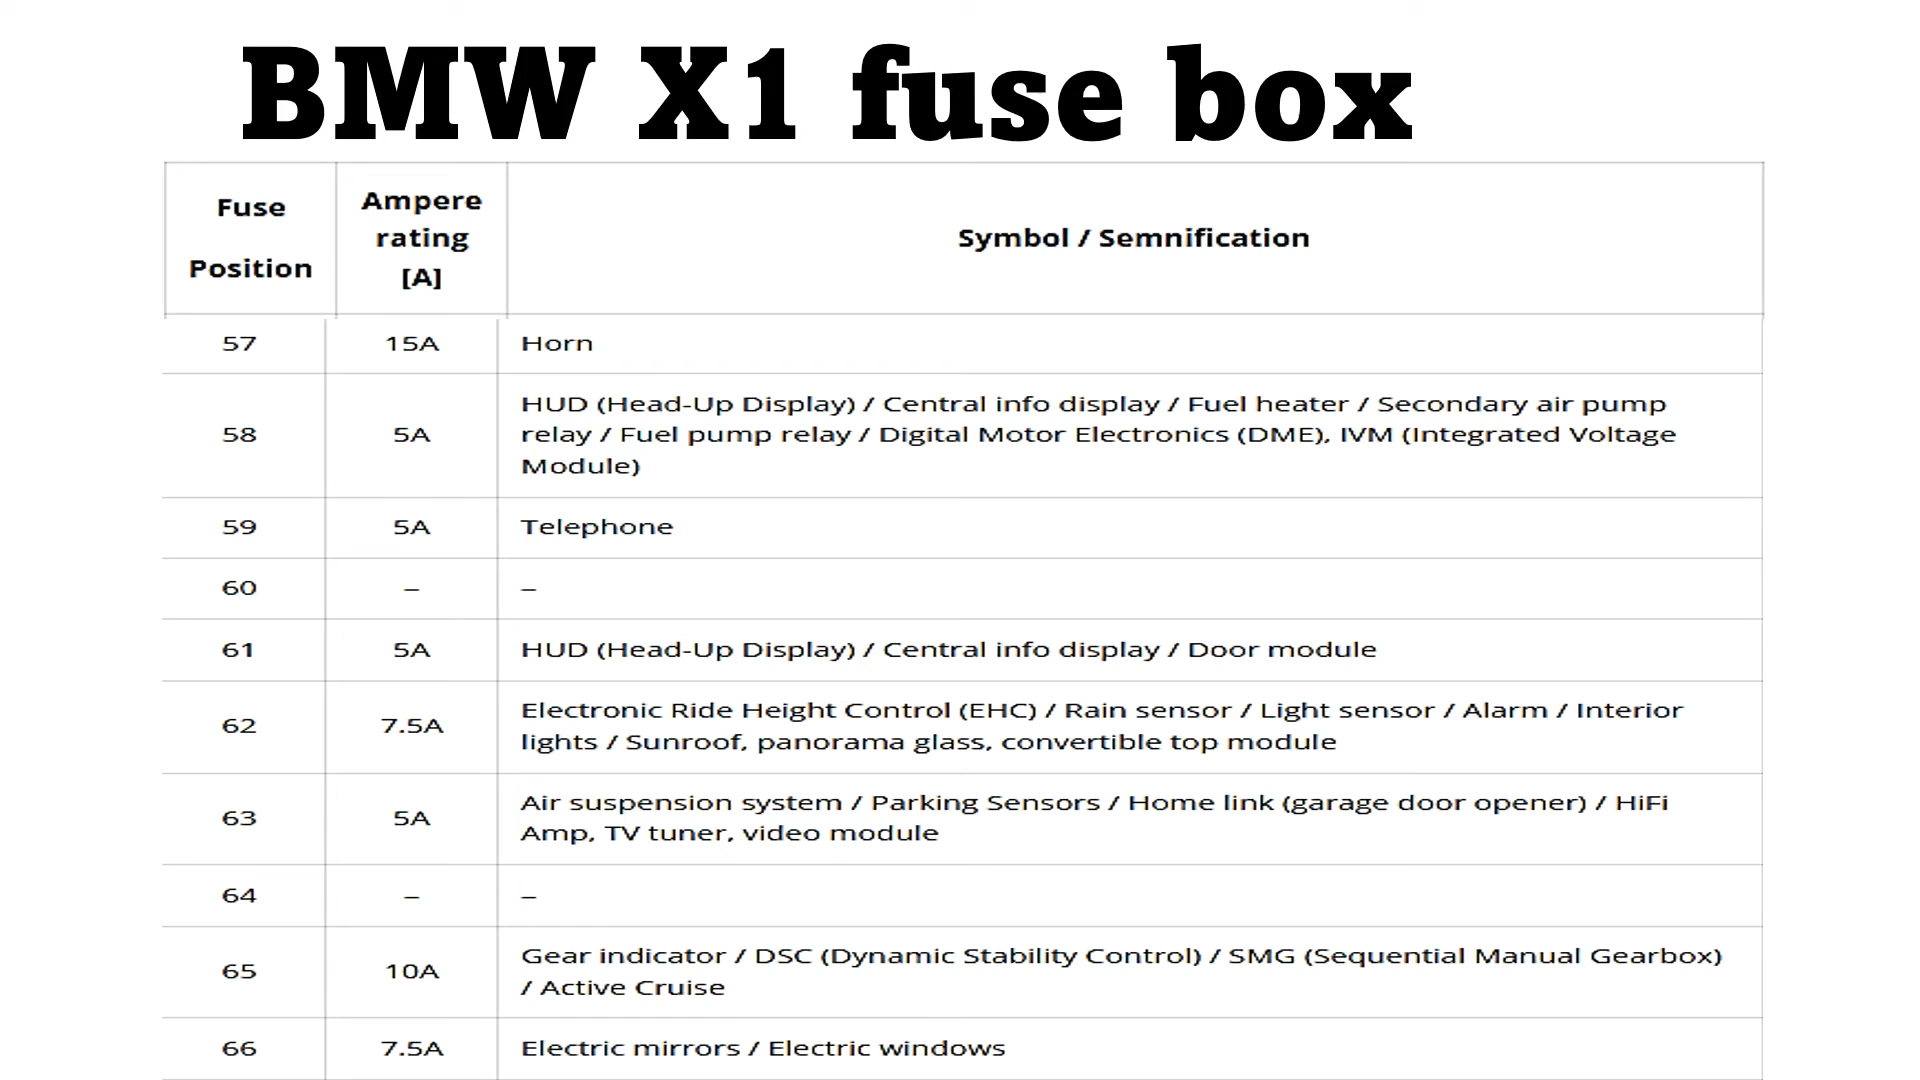 BMW X1 fuse box
Fuse
Position
Ampere
rating
[A]
Symbol / Semnification
57 15A Horn
58 5A HUD (Head-Up Display) / Central info display / Fuel heater / Secondary air pump
relay / Fuel pump relay / Digital Motor Electronics (DME), IVM (Integrated Voltage
Module)
59 5A Telephone
60 – –
61 5A HUD (Head-Up Display) / Central info display / Door module
62 7.5A Electronic Ride Height Control (EHC) / Rain sensor / Light sensor / Alarm / Interior
lights / Sunroof, panorama glass, convertible top module
63 5A Air suspension system / Parking Sensors / Home link (garage door opener) / HiFi
Amp, TV tuner, video module
64 – –
65 10A Gear indicator / DSC (Dynamic Stability Control) / SMG (Sequential Manual Gearbox)
/ Active Cruise
66 7.5A Electric mirrors / Electric windows